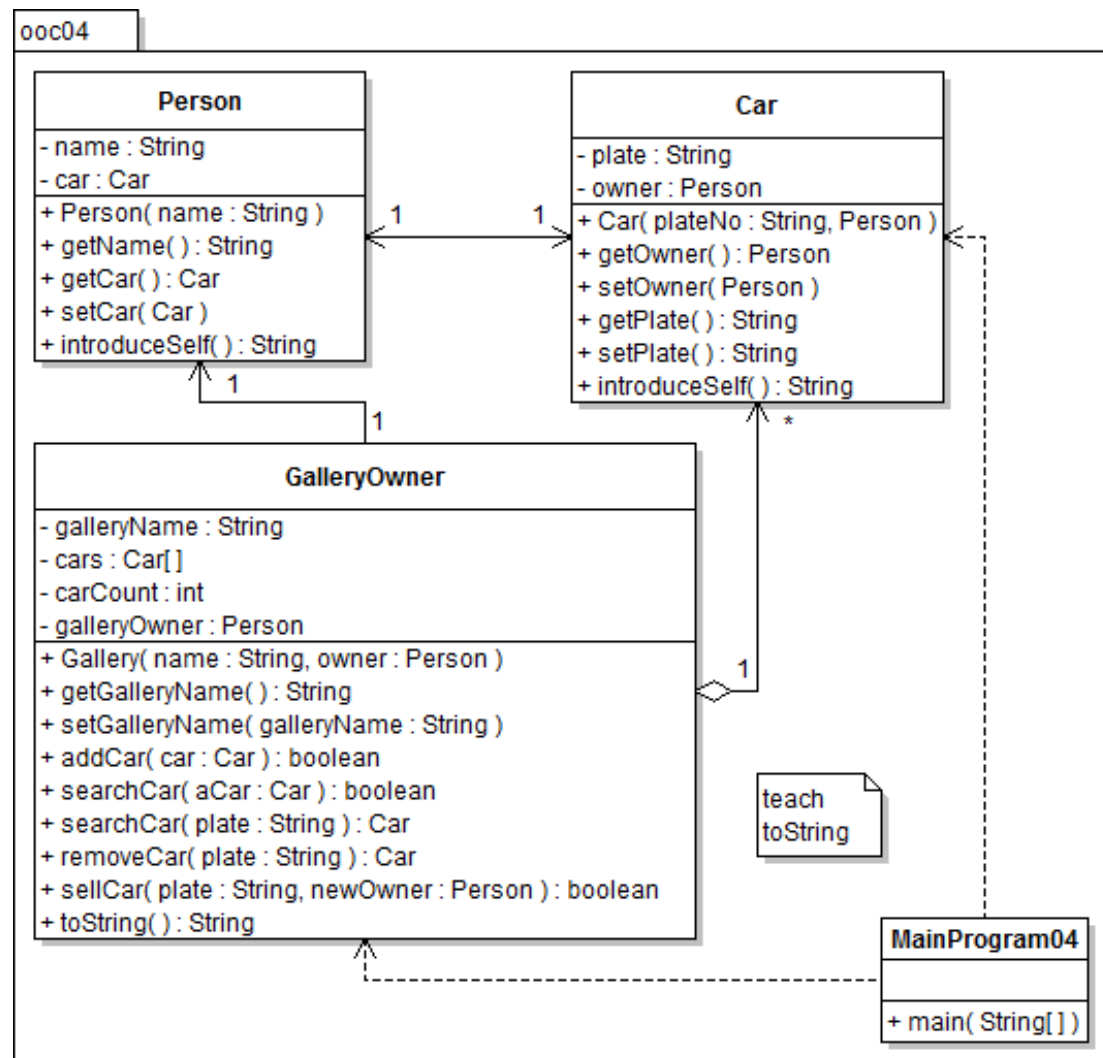 ooc04
Person
- name : String
- car : Car
+ Person( name : String )
+ getName( ) : String
+ getCar( ) : Car
+ setCar( Car )
+ introduceSelf( ) : String
1
1
Car
- plate : String
- owner : Person
+ Car( plateNo : String, Person )
+ getOwner( ) : Person
+ setOwner( Person )
+ getPlate( ) : String
+ setPlate( ) : String
+ introduceSelf( ) : String
1
1
*
GalleryOwner
- galleryName : String
- cars : Car[ ]
- carCount : int
- galleryOwner : Person
+ Gallery( name : String, owner : Person )
+ getGalleryName( ) : String
+ setGalleryName( galleryName : String )
+ addCar( car : Car ) : boolean
+ searchCar( aCar : Car ) : boolean
+ searchCar( plate : String ) : Car
+ removeCar( plate : String ) : Car
+ sellCar( plate : String, newOwner : Person ) : boolean
+ toString( ) : String
1
teach
toString
MainProgram04
+ main( String[ ] )